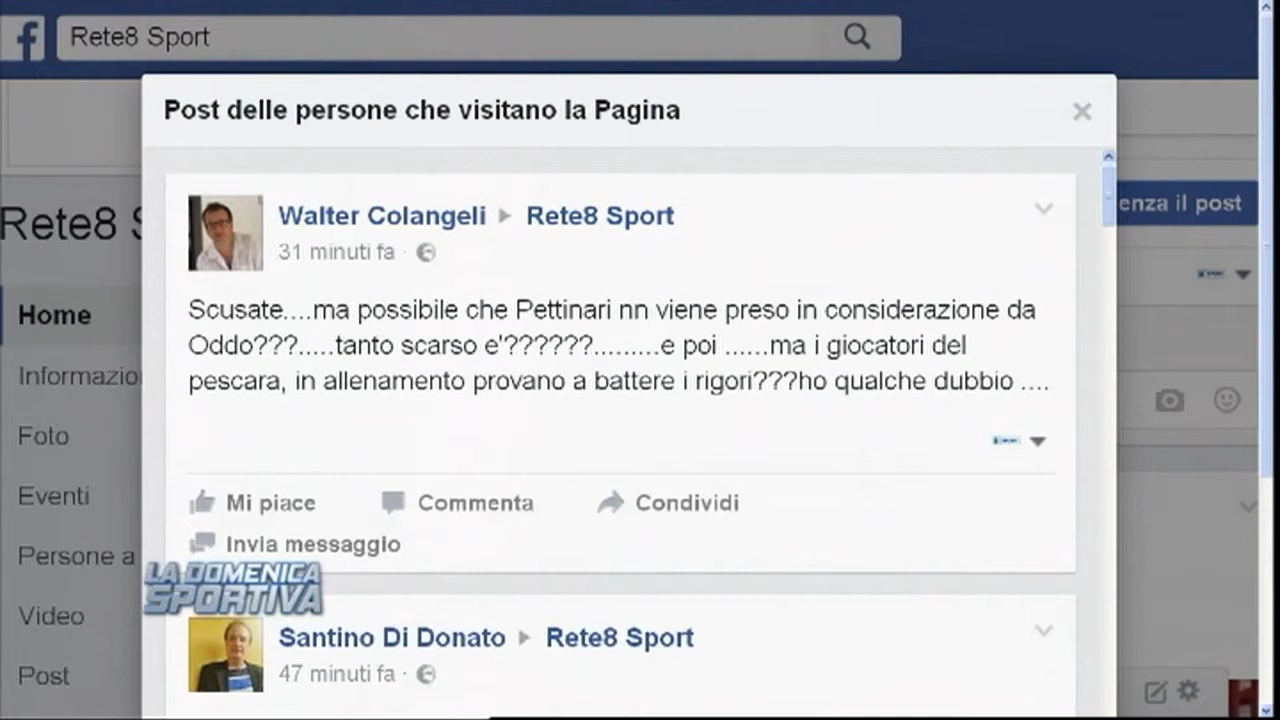 f
Rete8 Sport
Post delle persone che visitano la Pagina
×
Walter Colangeli ▸ Rete8 Sport
31 minuti fa ·
Scusate....ma possibile che Pettinari nn viene preso in considerazione da
Oddo???.....tanto scarso e'??????.........e poi ......ma i giocatori del
pescara, in allenamento provano a battere i rigori???ho qualche dubbio ....
Mi piace
Commenta
Condividi
Invia messaggio
Santino Di Donato ▸ Rete8 Sport
47 minuti fa ·
Rete8 S
Home
Informazio
Foto
Eventi
Persone a
Video
Post
enza il post
LA DOMENICA
SPORTIVA